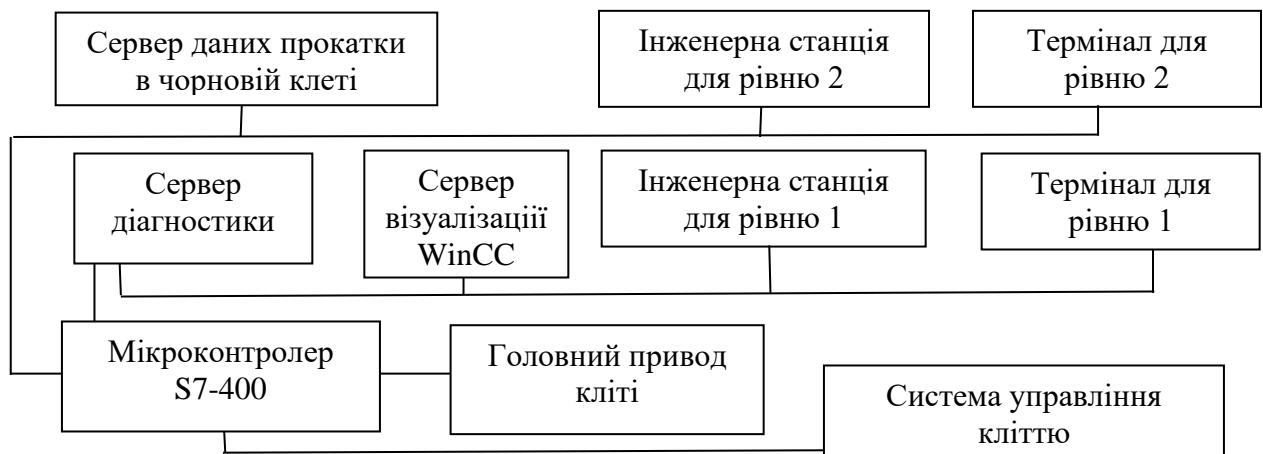 Сервер даних прокатки
в чорновій клеті
Інженерна станція
для рівню 2
Термінал для
рівню 2
Сервер
діагностики
Сервер
візуалізаціїї
WinCC
Інженерна станція
для рівню 1
Термінал для
рівню 1
Мікроконтролер
S7-400
Головний привод
кліті
Система управління
кліттю